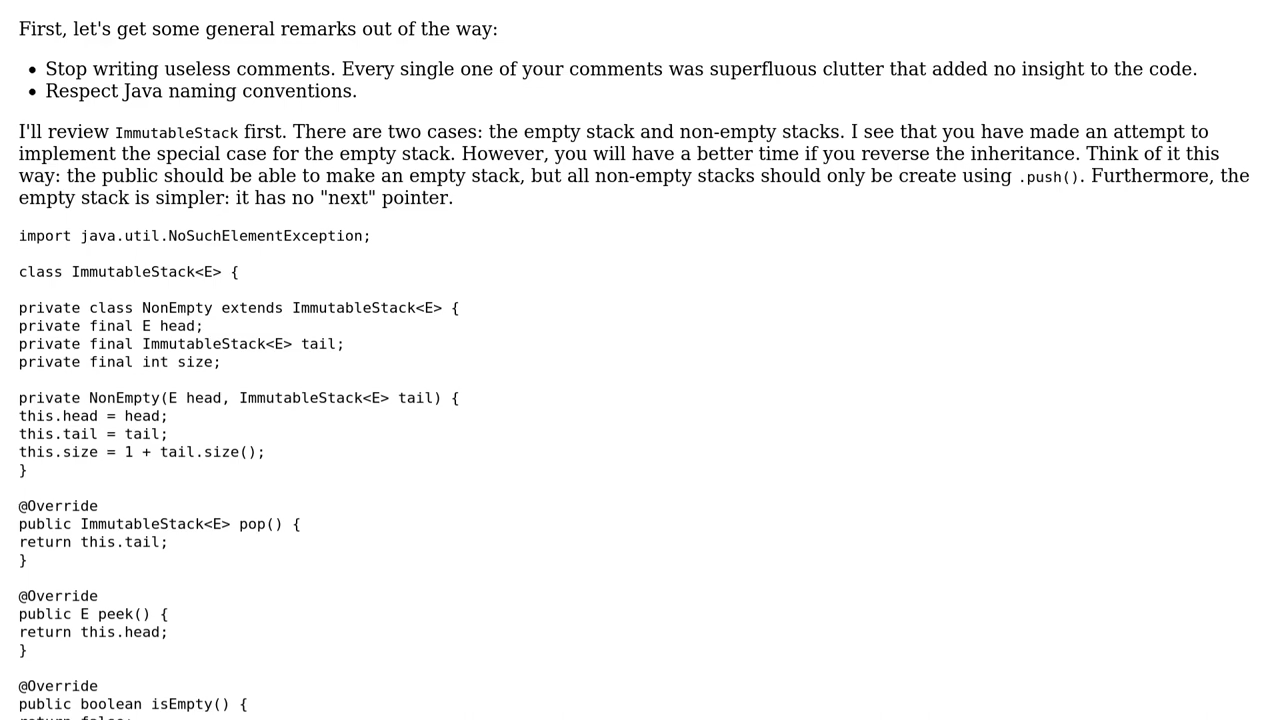 First, let's get some general remarks out of the way:
• Stop writing useless comments. Every single one of your comments was superfluous clutter that added no insight to the code.
• Respect Java naming conventions.
I'll review ImmutableStack first. There are two cases: the empty stack and non-empty stacks. I see that you have made an attempt to
implement the special case for the empty stack. However, you will have a better time if you reverse the inheritance. Think of it this
way: the public should be able to make an empty stack, but all non-empty stacks should only be create using .push(). Furthermore, the
empty stack is simpler: it has no "next" pointer.
import java.util.NoSuchElementException;
class ImmutableStack<E> {
private class NonEmpty extends ImmutableStack<E> {
private final E head;
private final ImmutableStack<E> tail;
private final int size;
private NonEmpty(E head, ImmutableStack<E> tail) {
this.head = head;
this.tail = tail;
this.size = 1 + tail.size();
}
@Override
public ImmutableStack<E> pop() {
return this.tail;
}
@Override
public E peek() {
return this.head;
}
@Override
public boolean isEmpty() {
return false;